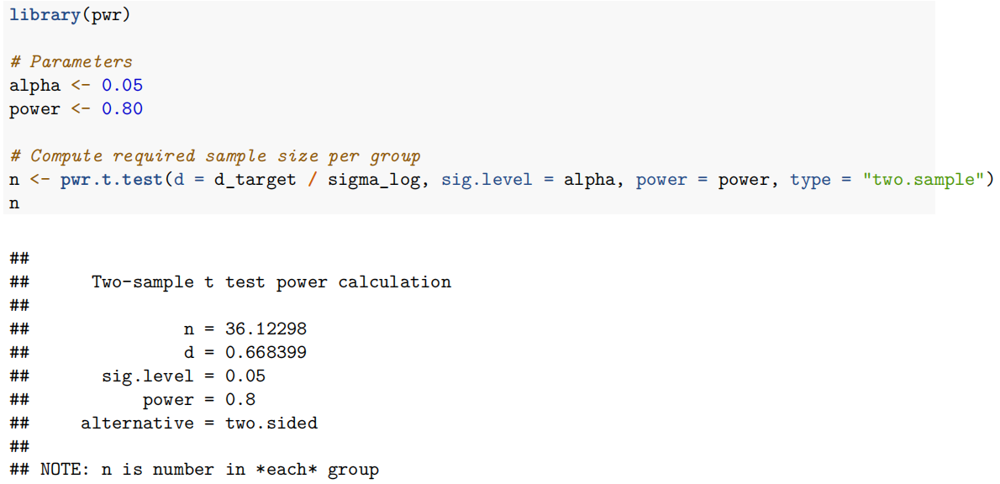 library(pwr)
# Parameters
alpha <- 0.05
power <- 0.80
# Compute required sample size per group
n <- pwr.t.test(d = d_target / sigma_log, sig.level = alpha, power = power, type = "two.sample")
n
##
##      Two-sample t test power calculation
##
##               n = 36.12298
##               d = 0.668399
##       sig.level = 0.05
##           power = 0.8
##     alternative = two.sided
##
## NOTE: n is number in *each* group